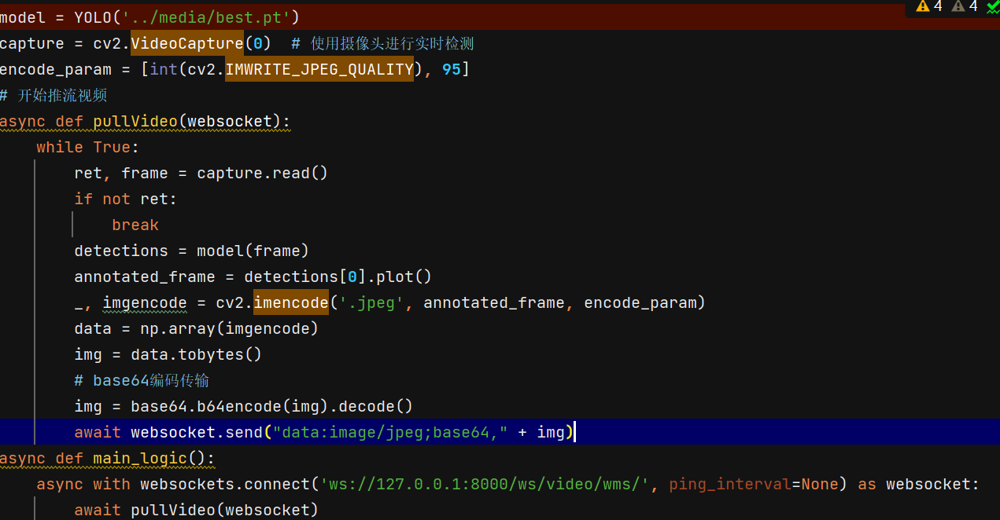 4 4
model = YOLO('../media/best.pt')
capture = cv2.VideoCapture(0)  # 使用摄像头进行实时检测
encode_param = [int(cv2.IMWRITE_JPEG_QUALITY), 95]
# 开始推流视频
async def pullVideo(websocket):
    while True:
        ret, frame = capture.read()
        if not ret:
            break
        detections = model(frame)
        annotated_frame = detections[0].plot()
        _, imgencode = cv2.imencode('.jpeg', annotated_frame, encode_param)
        data = np.array(imgencode)
        img = data.tobytes()
        # base64编码传输
        img = base64.b64encode(img).decode()
        await websocket.send("data:image/jpeg;base64," + img)
async def main_logic():
    async with websockets.connect('ws://127.0.0.1:8000/ws/video/wms/', ping_interval=None) as websocket:
        await pullVideo(websocket)